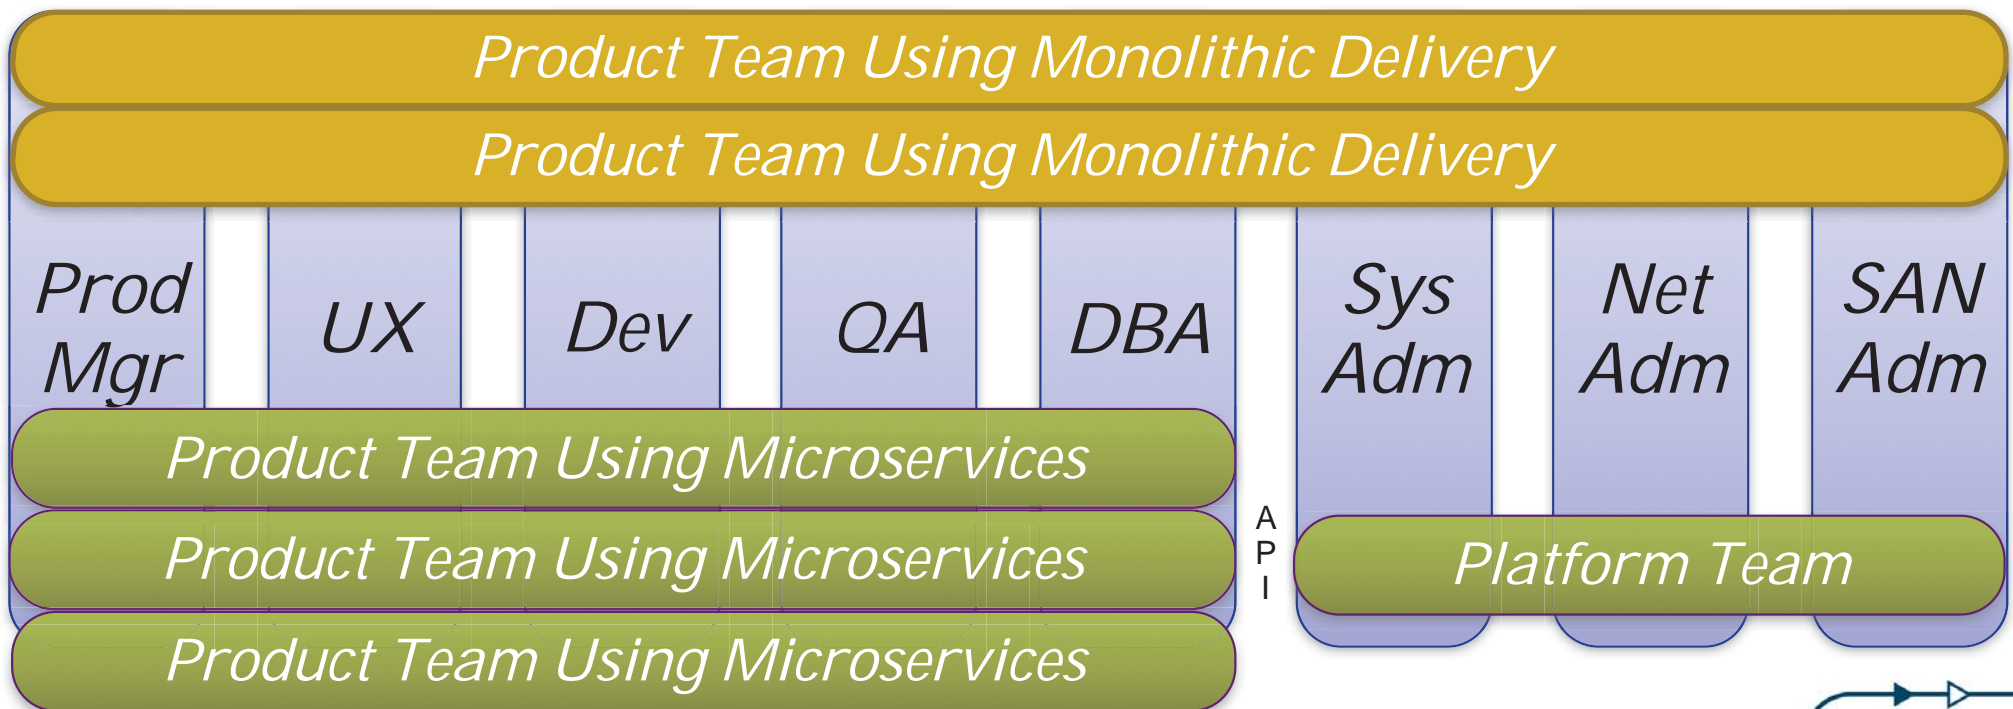 Product Team Using Monolithic Delivery
Product Team Using Monolithic Delivery
Prod
Mgr
UX
Dev
QA
DBA
Sys
Adm
Net
Adm
SAN
Adm
Product Team Using Microservices
Product Team Using Microservices
Product Team Using Microservices
A
P
I
Platform Team